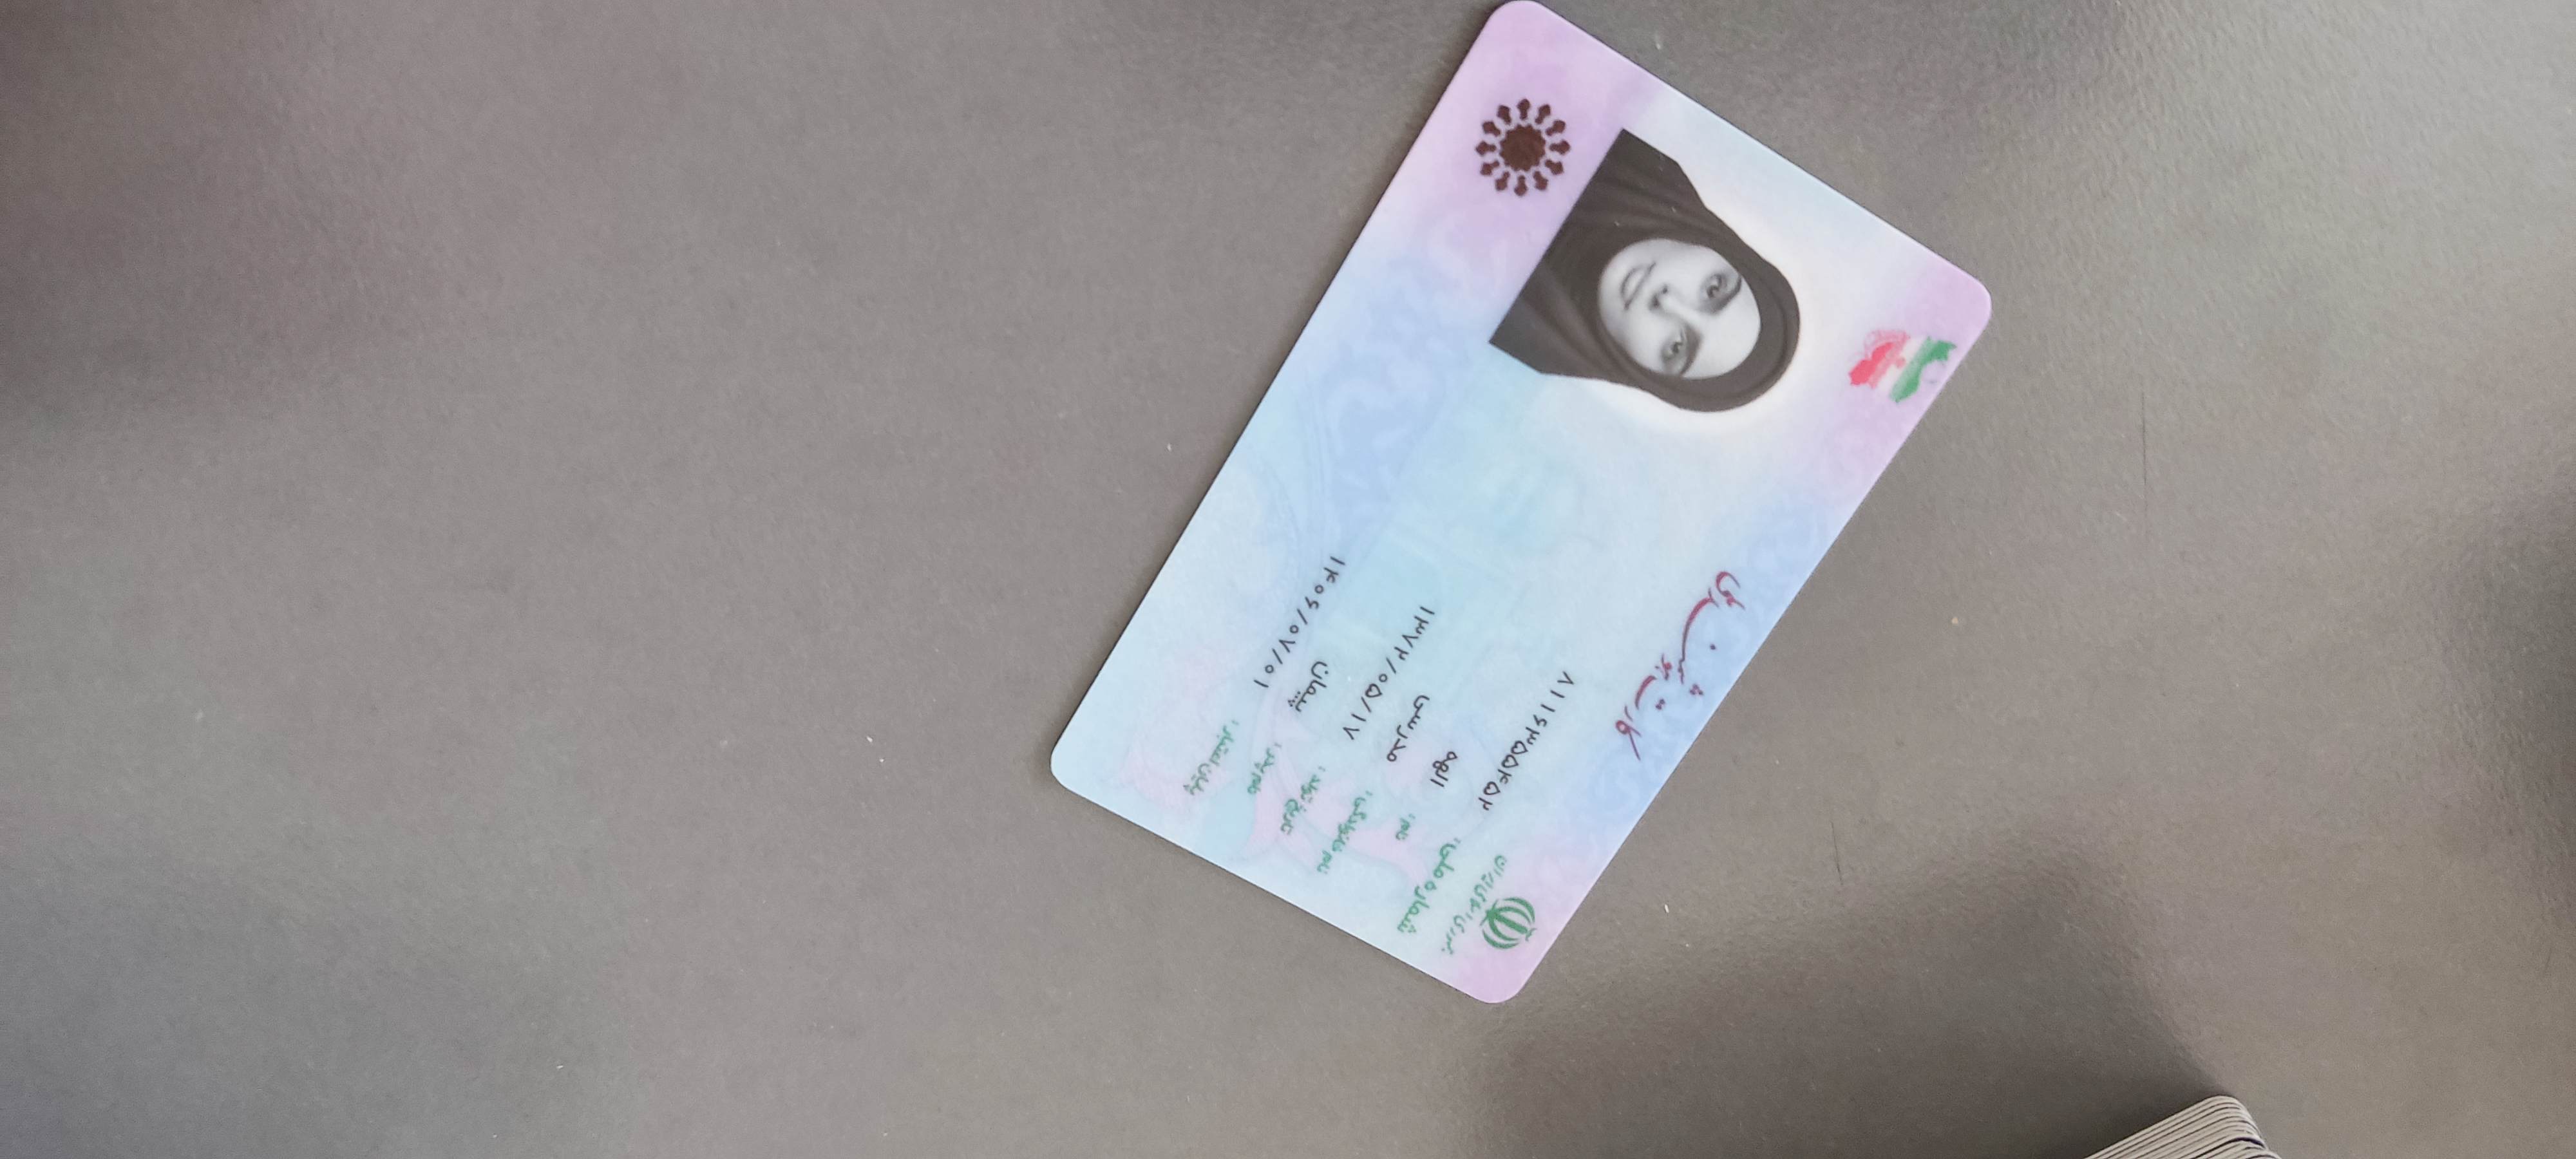 جمهوری اسلامی ایران
کارت هوشمند ملی
شماره ملی: ۸۱۱۶۳۵۵۴۵۲
نام: الهه
نام خانوادگی: مدرسی
تاریخ تولد: ۱۳۷۲/۰۵/۱۷
نام پدر: پیمان
پایان اعتبار: ۱۴۰۶/۰۷/۰۱